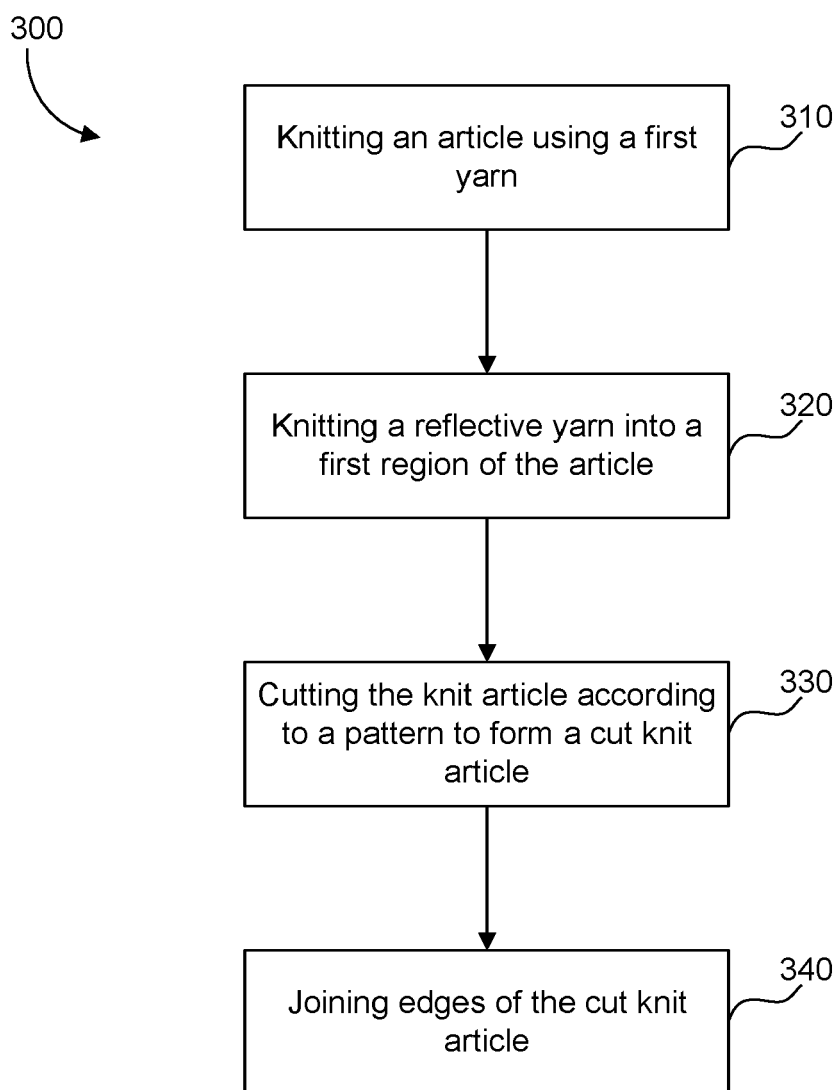 300
310
Knitting an article using a first
yarn
320
Knitting a reflective yarn into a
first region of the article
330
Cutting the knit article according
to a pattern to form a cut knit
article
340
Joining edges of the cut knit
article